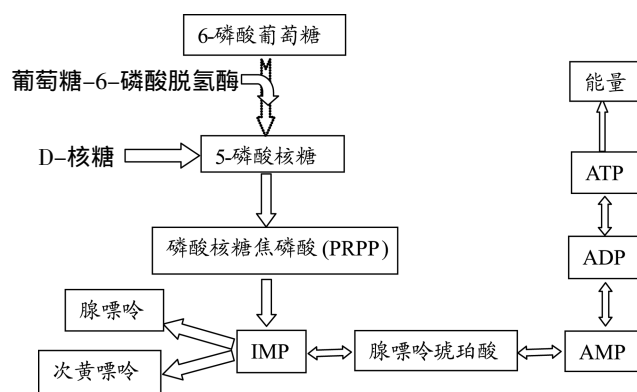 6-磷酸葡萄糖
葡萄糖-6-磷酸脱氢酶
能量
D-核糖
5-磷酸核糖
ATP
磷酸核糖焦磷酸(PRPP)
ADP
腺嘌呤
IMP
腺嘌呤琥珀酸
AMP
次黄嘌呤